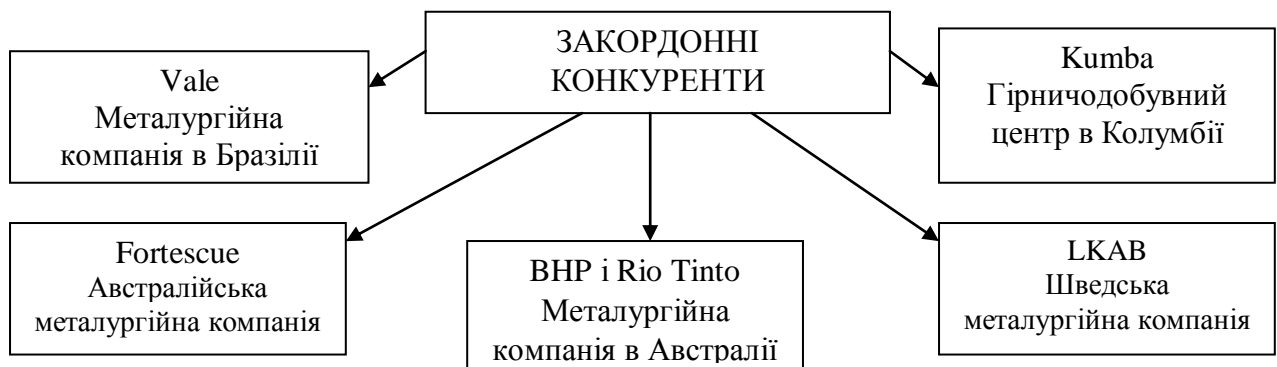 ЗАКОРДОННІ
КОНКУРЕНТИ
Vale
Металургійна
компанія в Бразілії
Kumba
Гірничодобувний
центр в Колумбії
Fortescue
Австралійська
металургійна компанія
BHP і Rio Tinto
Металургійна
компанія в Австралії
LKAB
Шведська
металургійна компанія